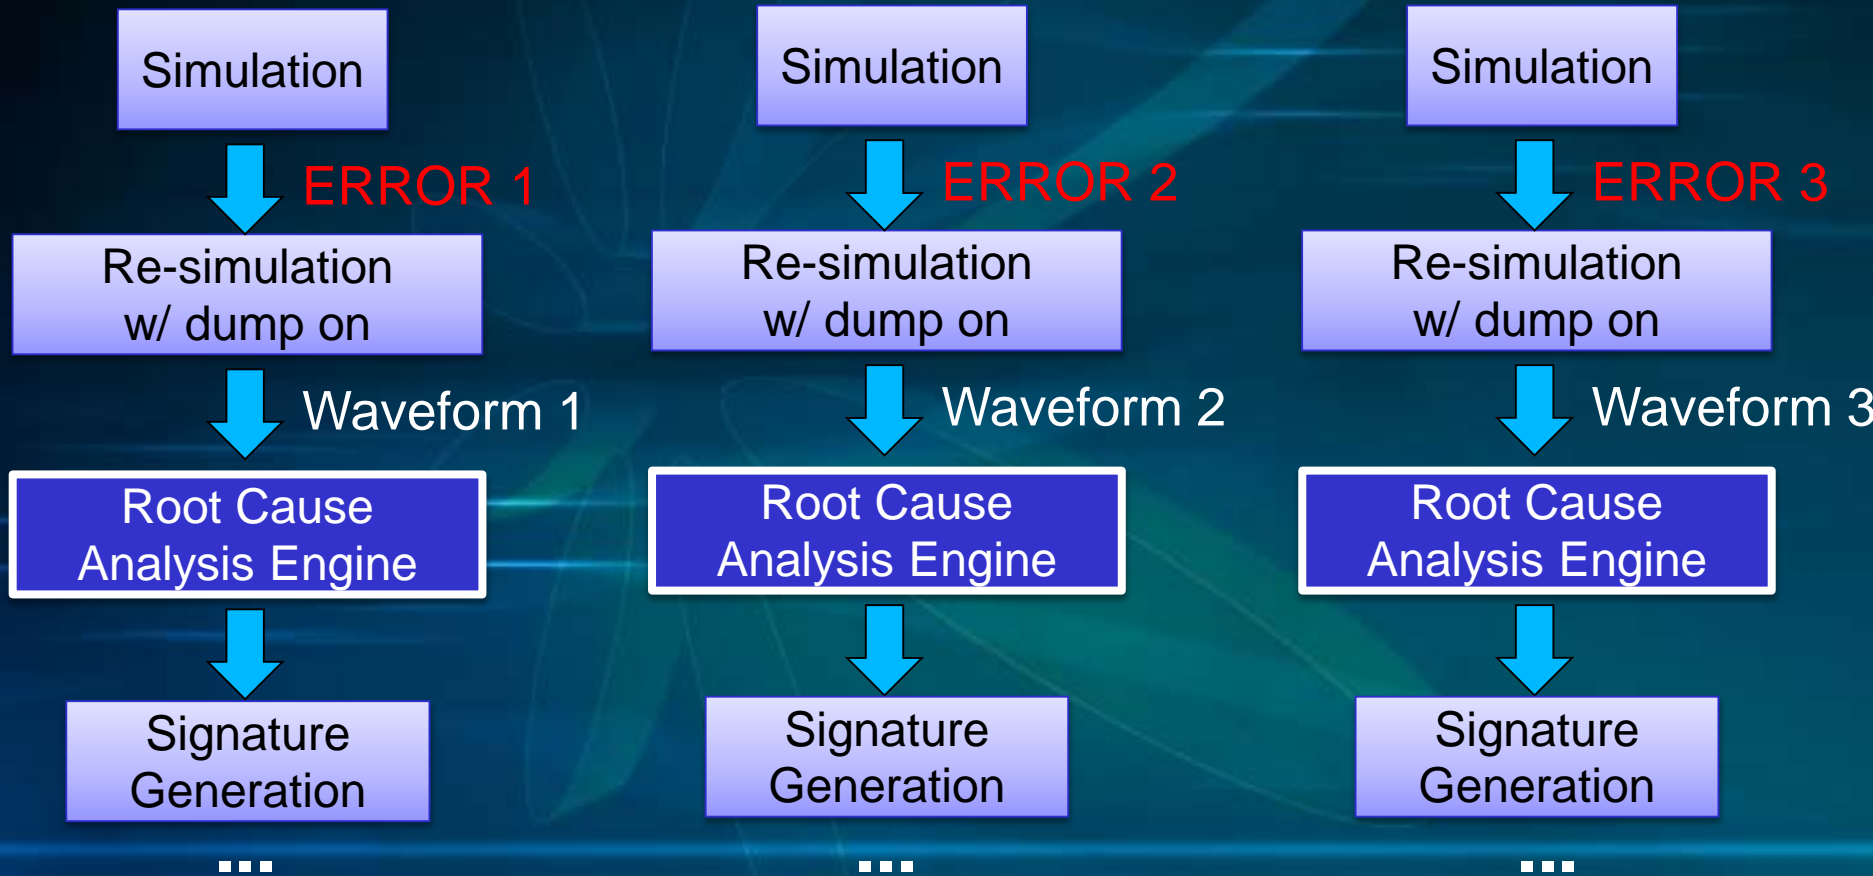 Simulation
ERROR 1
Re-simulation
w/ dump on
Waveform 1
Root Cause
Analysis Engine
Signature
Generation
...
Simulation
ERROR 2
Re-simulation
w/ dump on
Waveform 2
Root Cause
Analysis Engine
Signature
Generation
...
Simulation
ERROR 3
Re-simulation
w/ dump on
Waveform 3
Root Cause
Analysis Engine
Signature
Generation
...